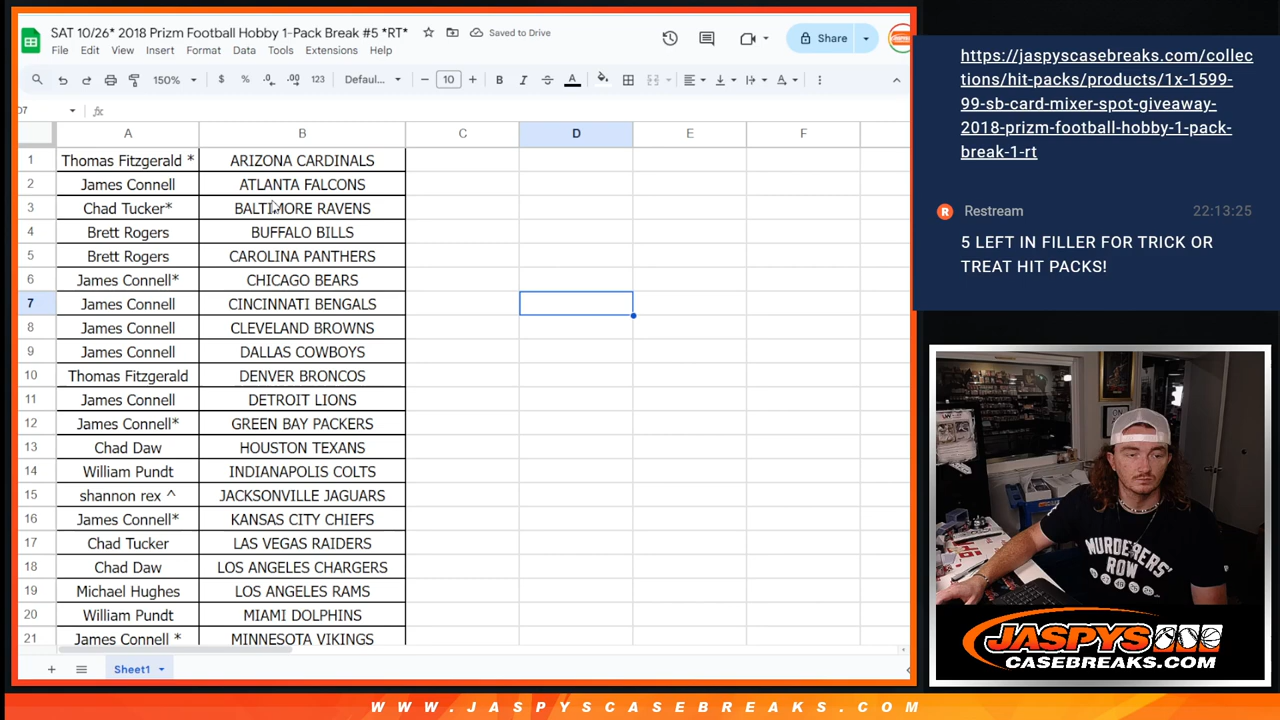 SAT 10/26* 2018 Prizm Football Hobby 1-Pack Break #5 *RT*
Saved to Drive
Share
File Edit View Insert Format Data Tools Extensions Help
150% $ % .0 .00 123 Defaul... 10 B I A
D7 fx
A B C D E F
1 Thomas Fitzgerald * ARIZONA CARDINALS
2 James Connell ATLANTA FALCONS
3 Chad Tucker* BALTIMORE RAVENS
4 Brett Rogers BUFFALO BILLS
5 Brett Rogers CAROLINA PANTHERS
6 James Connell* CHICAGO BEARS
7 James Connell CINCINNATI BENGALS
8 James Connell CLEVELAND BROWNS
9 James Connell DALLAS COWBOYS
10 Thomas Fitzgerald DENVER BRONCOS
11 James Connell DETROIT LIONS
12 James Connell* GREEN BAY PACKERS
13 Chad Daw HOUSTON TEXANS
14 William Pundt INDIANAPOLIS COLTS
15 shannon rex ^ JACKSONVILLE JAGUARS
16 James Connell* KANSAS CITY CHIEFS
17 Chad Tucker LAS VEGAS RAIDERS
18 Chad Daw LOS ANGELES CHARGERS
19 Michael Hughes LOS ANGELES RAMS
20 William Pundt MIAMI DOLPHINS
21 James Connell * MINNESOTA VIKINGS
Sheet1
https://jaspyscasebreaks.com/collec
tions/hit-packs/products/1x-1599-
99-sb-card-mixer-spot-giveaway-
2018-prizm-football-hobby-1-pack-
break-1-rt
R Restream 22:13:25
5 LEFT IN FILLER FOR TRICK OR
TREAT HIT PACKS!
MURDERERS'
ROW
JASPYS
CASEBREAKS.COM
WWW.JASPYSCASEBREAKS.COM